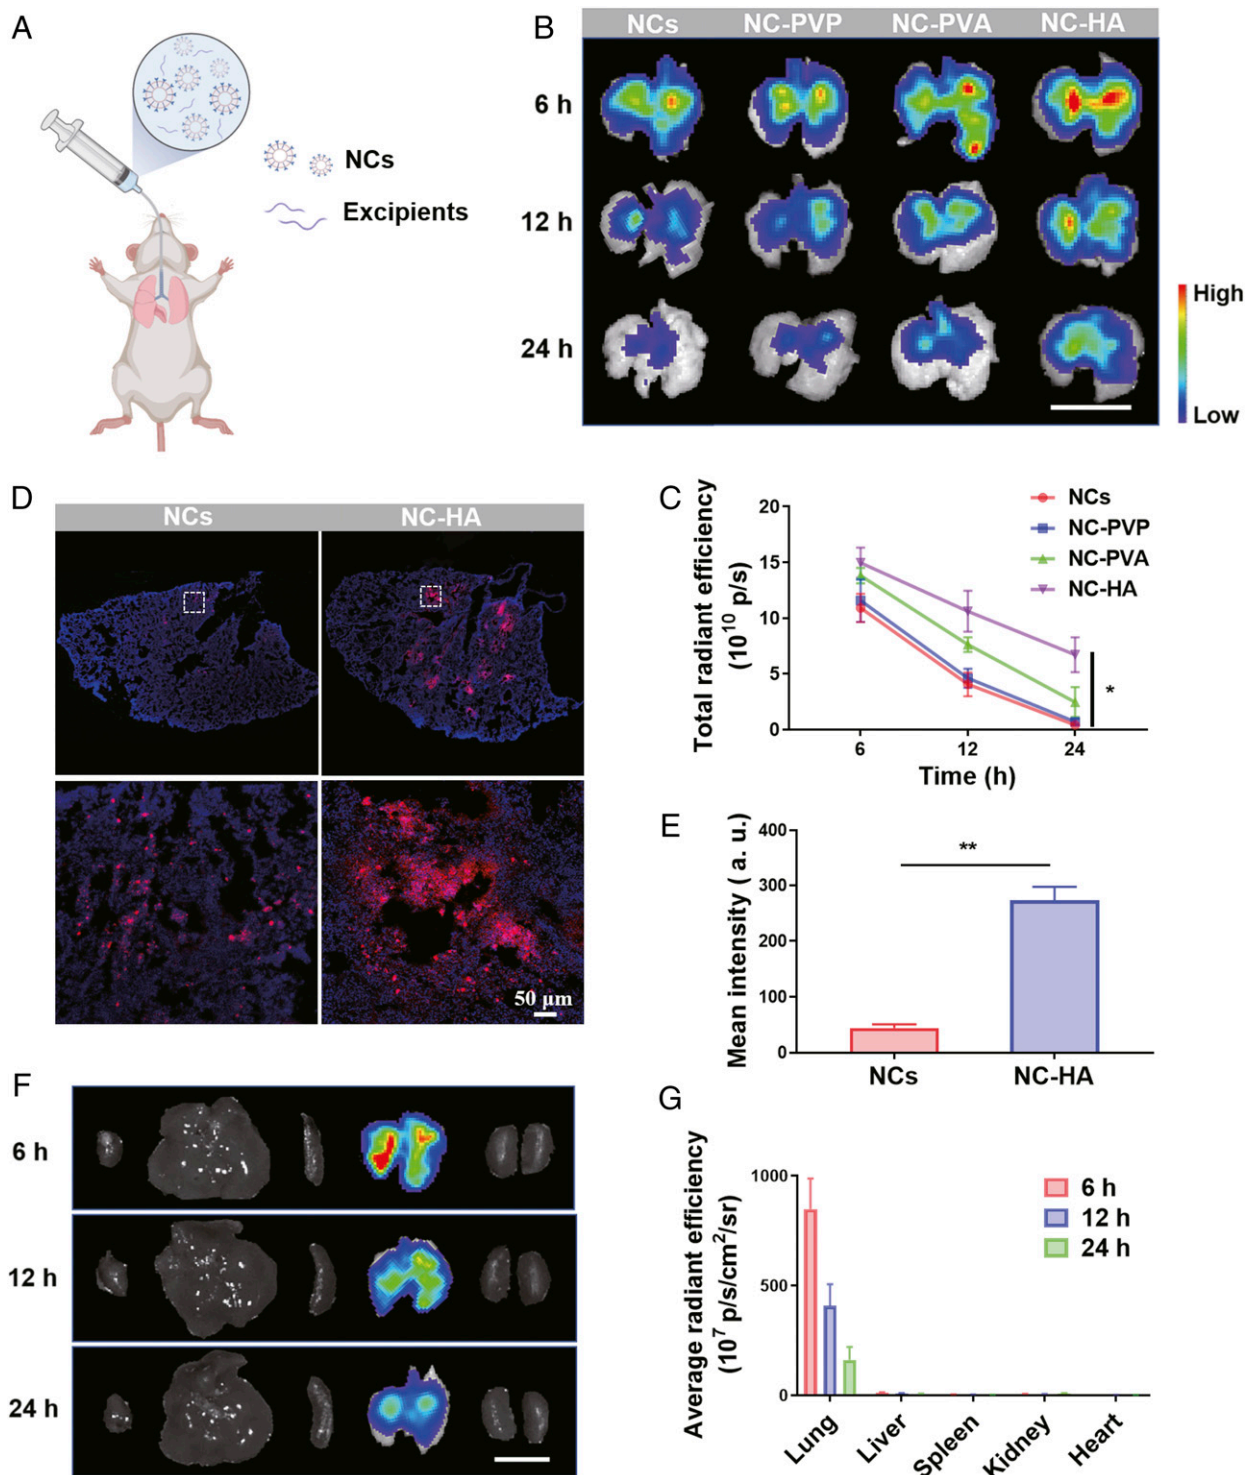 A
NCs
Excipients
B
NCs NC-PVP NC-PVA NC-HA
6 h
12 h
24 h
High
Low
D
NCs NC-HA
50 μm
C
Total radiant efficiency
(10¹⁰ p/s)
20
15
10
5
0
6 12 24
Time (h)
NCs
NC-PVP
NC-PVA
NC-HA
*
E
Mean intensity ( a. u.)
400
300
200
100
0
**
NCs NC-HA
F
6 h
12 h
24 h
G
Average radiant efficiency
(10⁷ p/s/cm²/sr)
1000
500
0
6 h
12 h
24 h
Lung Liver Spleen Kidney Heart